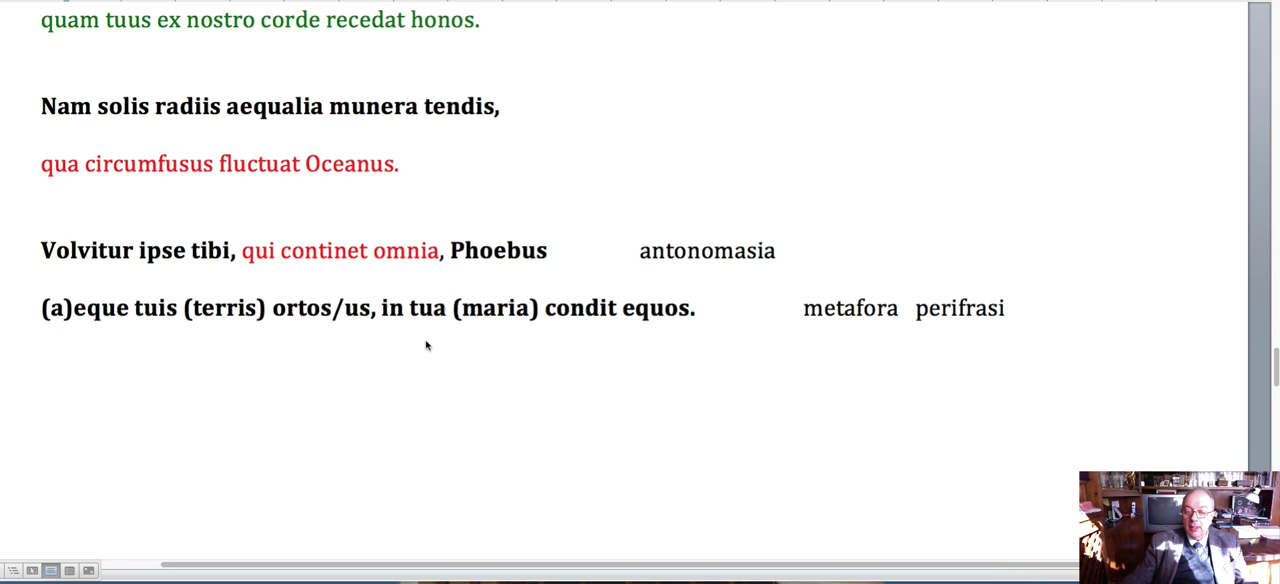 quam tuus ex nostro corde recedat honos.
Nam solis radiis aequalia munera tendis,
qua circumfusus fluctuat Oceanus.
Volvitur ipse tibi, qui continet omnia, Phoebus antonomasia
(a)eque tuis (terris) ortos/us, in tua (maria) condit equos. metafora perifrasi